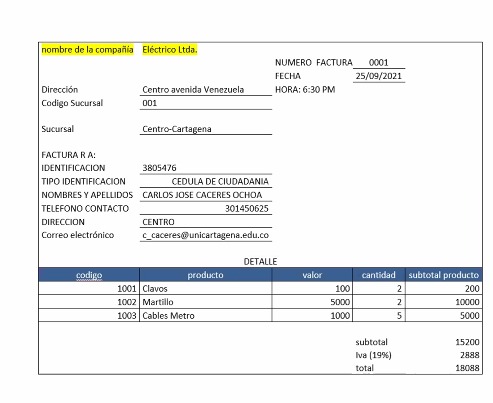 nombre de la compañía Eléctrico Ltda.
NUMERO FACTURA 0001
FECHA 25/09/2021
Dirección Centro avenida Venezuela HORA: 6:30 PM
Codigo Sucursal 001
Sucursal Centro-Cartagena
FACTURA R A:
IDENTIFICACION 3805476
TIPO IDENTIFICACION CEDULA DE CIUDADANIA
NOMBRES Y APELLIDOS CARLOS JOSE CACERES OCHOA
TELEFONO CONTACTO 301450625
DIRECCION CENTRO
Correo electrónico c_caceres@unicartagena.edu.co
DETALLE
codigo producto valor cantidad subtotal producto
1001 Clavos 100 2 200
1002 Martillo 5000 2 10000
1003 Cables Metro 1000 5 5000
subtotal 15200
Iva (19%) 2888
total 18088